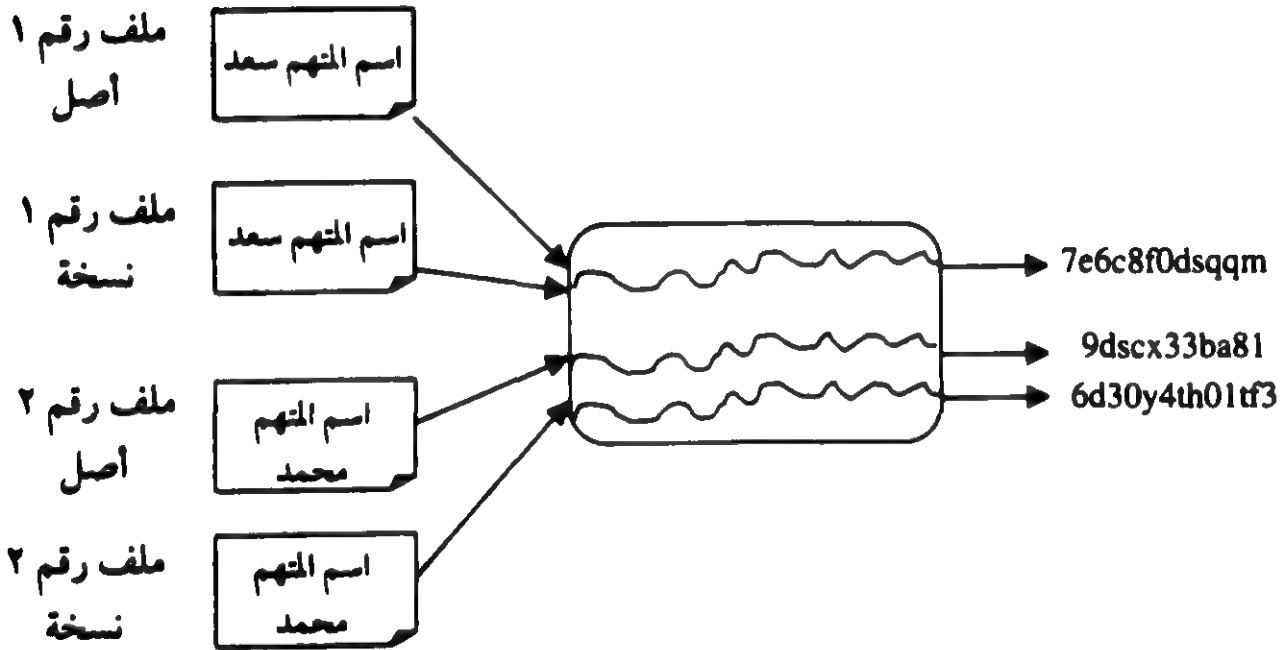 ملف رقم ١
أصل
اسم المتهم سعد
ملف رقم ١
نسخة
اسم المتهم سعد
7e6c8f0dsqqm
9dscx33ba81
6d30y4th01tf3
ملف رقم ٢
أصل
اسم المتهم
محمد
ملف رقم ٢
نسخة
اسم المتهم
محمد